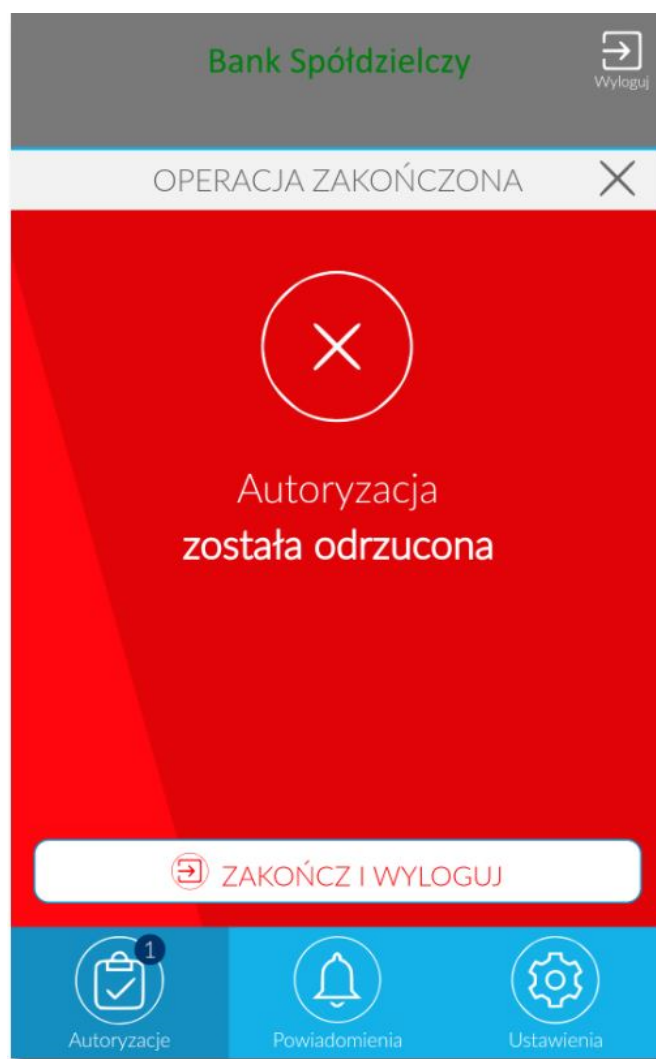 Bank Spółdzielczy
Wyloguj
OPERACJA ZAKOŃCZONA
Autoryzacja
została odrzucona
ZAKOŃCZ I WYLOGUJ
1
Autoryzacje
Powiadomienia
Ustawienia